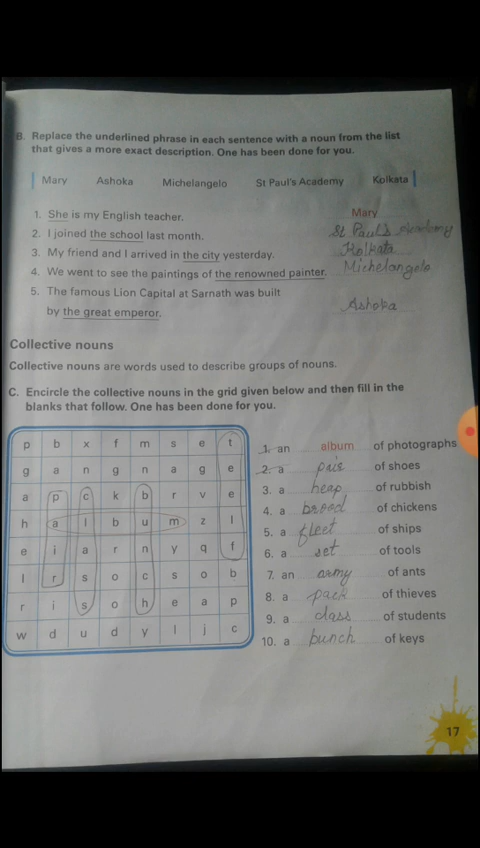 B. Replace the underlined phrase in each sentence with a noun from the list
that gives a more exact description. One has been done for you.
Mary Ashoka Michelangelo St Paul's Academy Kolkata
1. She is my English teacher. Mary
2. I joined the school last month. St Paul's Academy
3. My friend and I arrived in the city yesterday. Kolkata
4. We went to see the paintings of the renowned painter. Michelangelo
5. The famous Lion Capital at Sarnath was built
by the great emperor. Ashoka
Collective nouns
Collective nouns are words used to describe groups of nouns.
C. Encircle the collective nouns in the grid given below and then fill in the
blanks that follow. One has been done for you.
p b x f m s e t
g a n g n a g e
a p c k b r v e
h a l b u m z l
e i a r n y q f
l r s o c s o b
r i s o h e a p
w d u d y l j c
1. an album of photographs
2. a pair of shoes
3. a heap of rubbish
4. a brood of chickens
5. a fleet of ships
6. a set of tools
7. an army of ants
8. a pack of thieves
9. a class of students
10. a bunch of keys
17